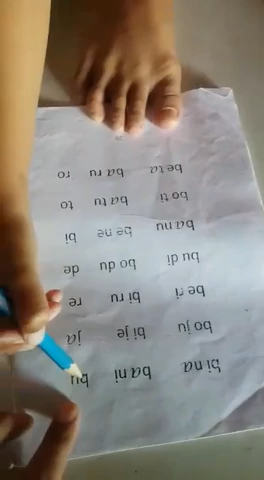 bi na ba ni bu
bo ju bi je ja
be ri bi ru re
bu di bo du de
ba nu be ne bi
bo ti ba tu to
be ta ba ru ro